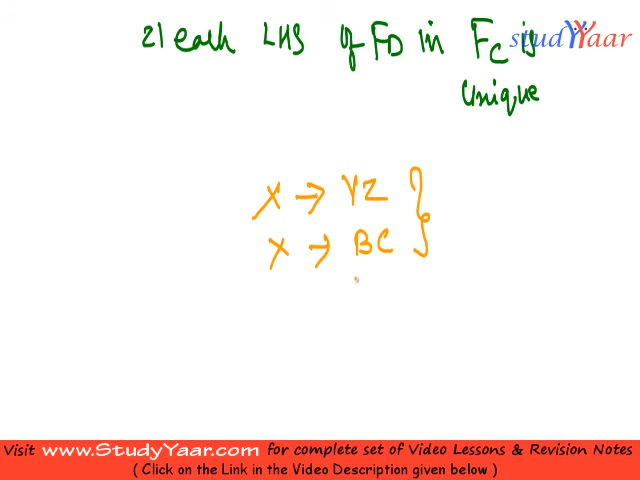 2) each LHS of FD in Fc is
studYYaar
unique
X → YZ }
X → BC
Visit www.StudyYaar.com for complete set of Video Lessons & Revision Notes
( Click on the Link in the Video Description given below )